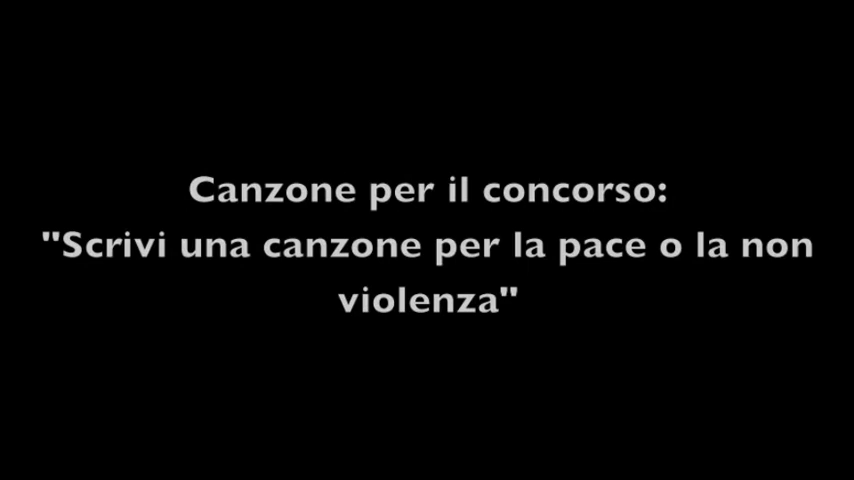 Canzone per il concorso:
"Scrivi una canzone per la pace o la non
violenza"